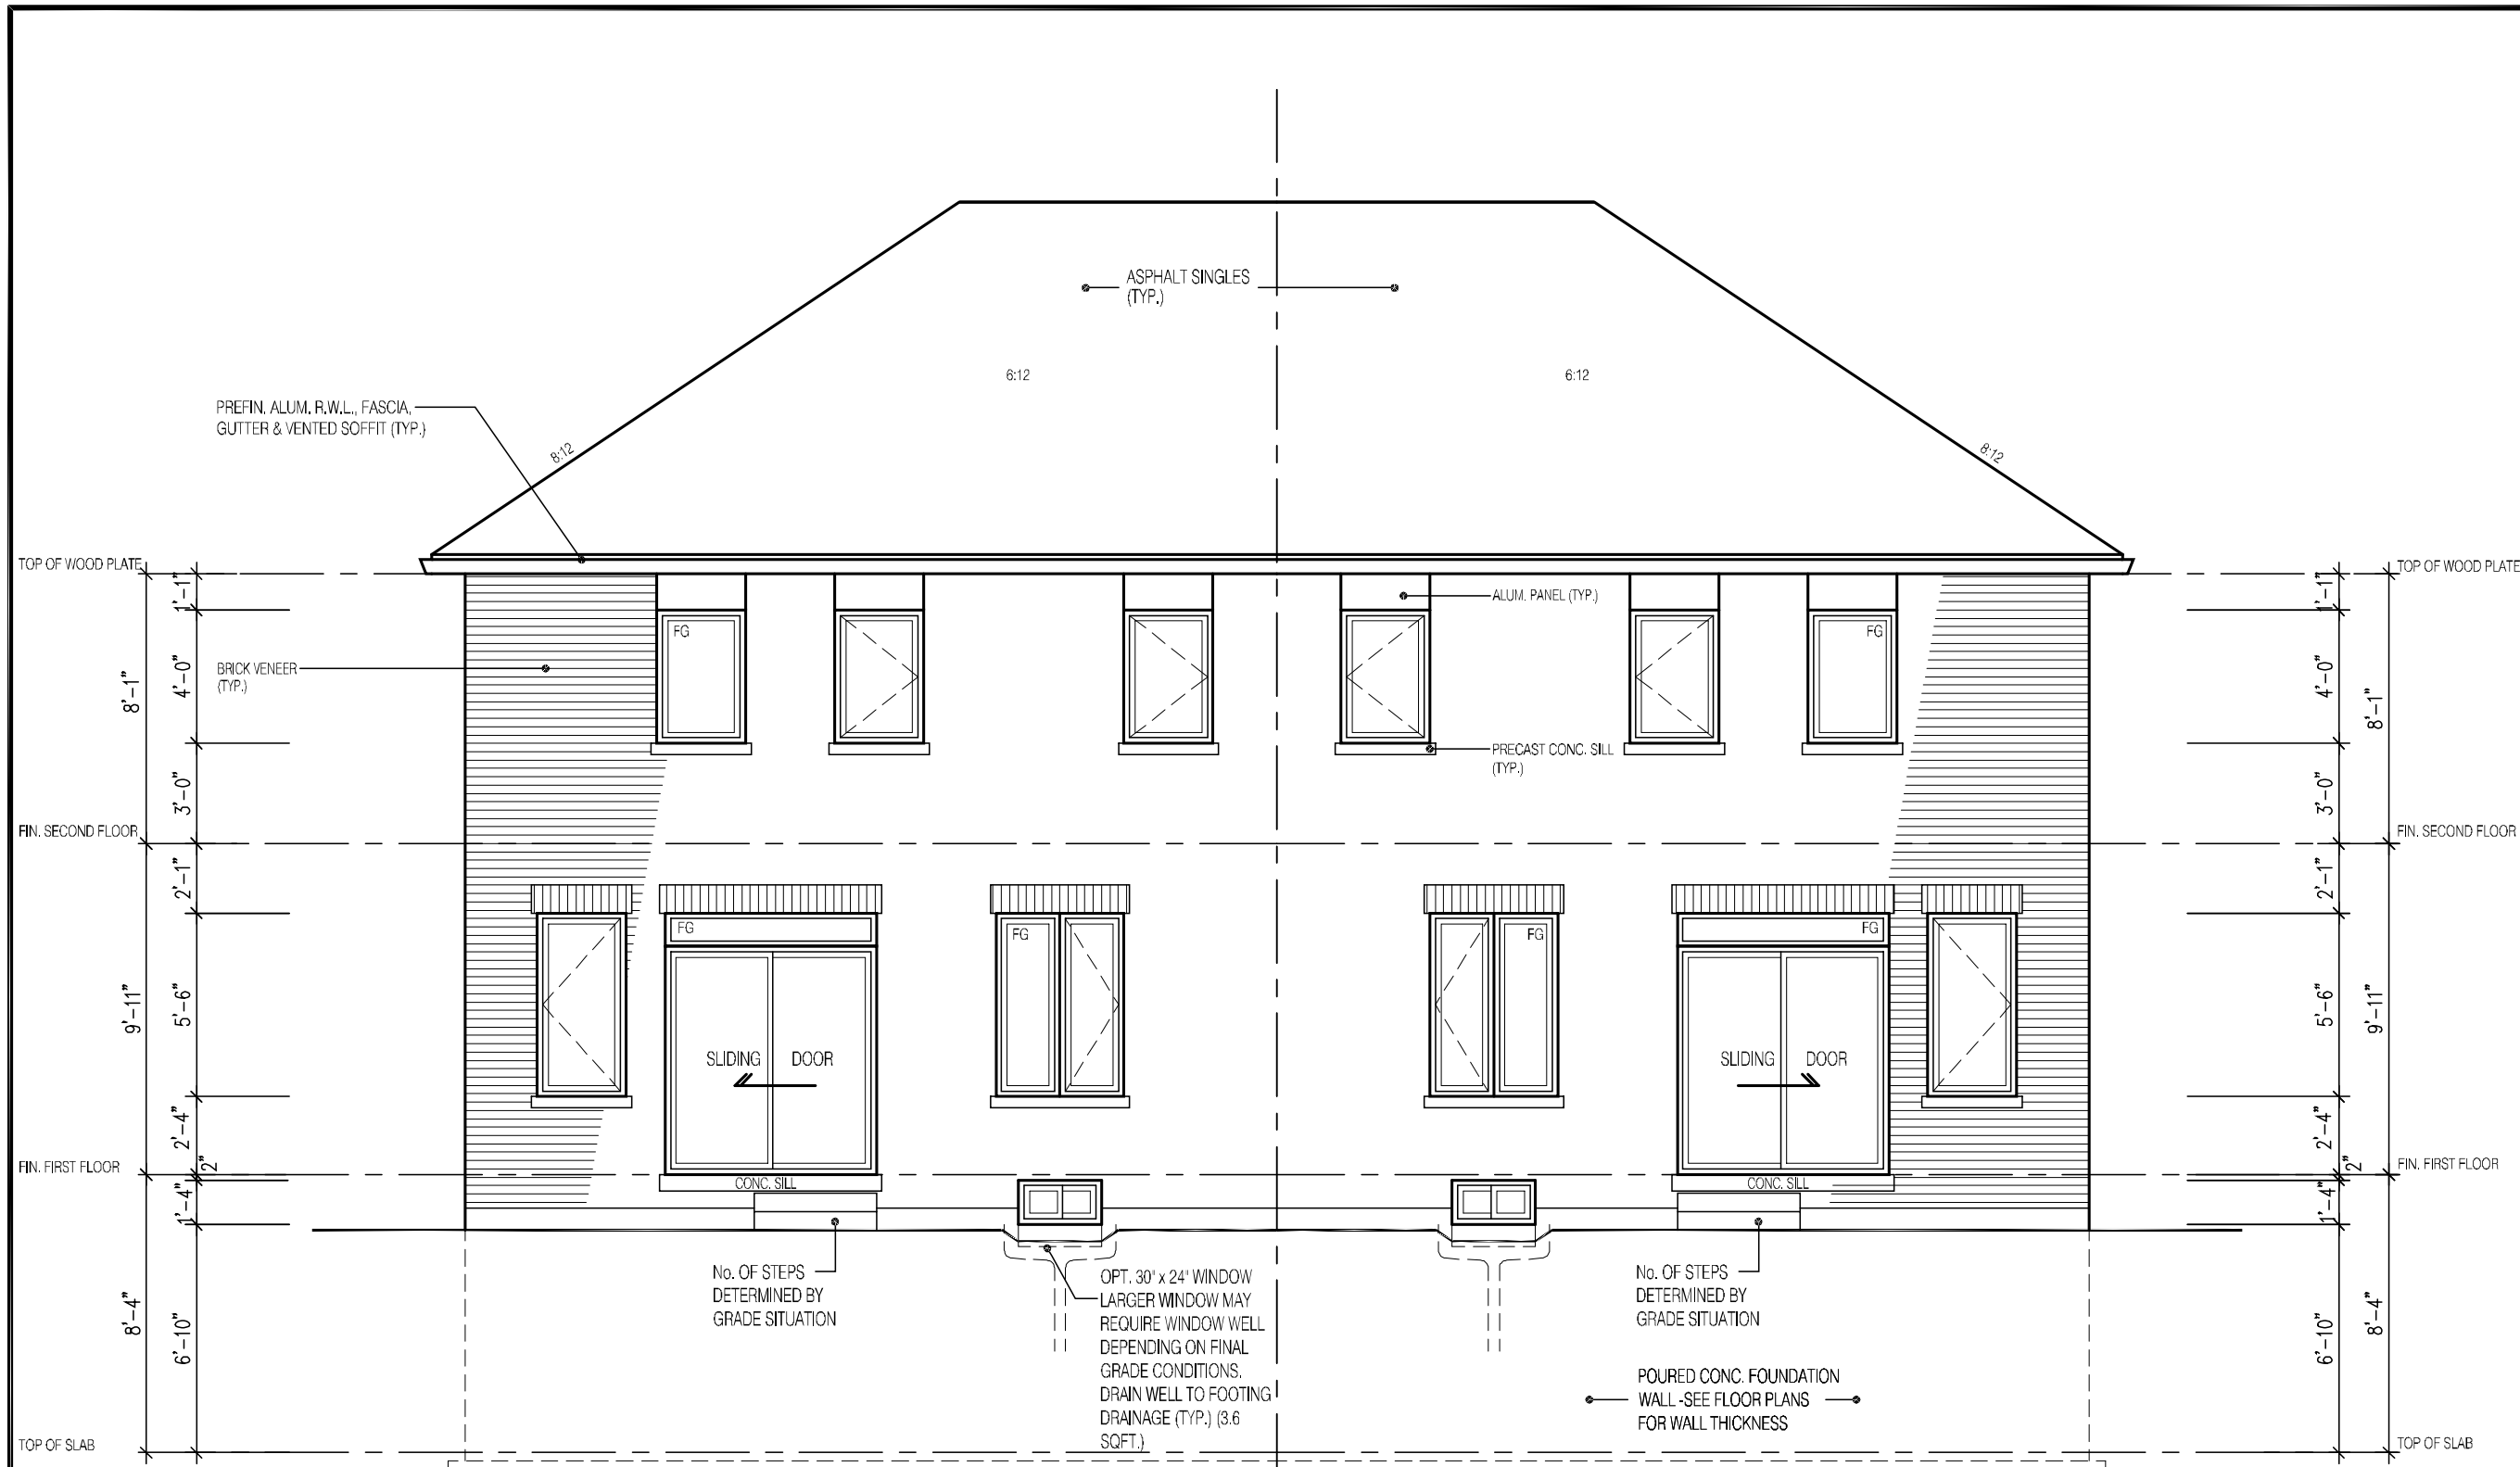 ASPHALT SINGLES
(TYP.)
6:12
6:12
PREFIN. ALUM. R.W.L., FASCIA,
GUTTER & VENTED SOFFIT (TYP.)
8:12
8:12
TOP OF WOOD PLATE
TOP OF WOOD PLATE
1'-1"
1'-1"
ALUM. PANEL (TYP.)
FG
FG
BRICK VENEER
(TYP.)
8'-1"
4'-0"
4'-0"
8'-1"
PRECAST CONC. SILL
(TYP.)
3'-0"
3'-0"
FIN. SECOND FLOOR
FIN. SECOND FLOOR
2'-1"
2'-1"
FG
FG
FG
FG
9'-11"
5'-6"
5'-6"
9'-11"
SLIDING DOOR
SLIDING DOOR
2'-4"
2'-4"
FIN. FIRST FLOOR
2"
2"
FIN. FIRST FLOOR
CONC. SILL
CONC. SILL
1'-4"
1'-4"
No. OF STEPS
DETERMINED BY
GRADE SITUATION
OPT. 30" x 24" WINDOW
LARGER WINDOW MAY
REQUIRE WINDOW WELL
DEPENDING ON FINAL
GRADE CONDITIONS.
DRAIN WELL TO FOOTING
DRAINAGE (TYP.) (3.6
SQFT.)
No. OF STEPS
DETERMINED BY
GRADE SITUATION
8'-4"
6'-10"
6'-10"
8'-4"
POURED CONC. FOUNDATION
WALL -SEE FLOOR PLANS
FOR WALL THICKNESS
TOP OF SLAB
TOP OF SLAB